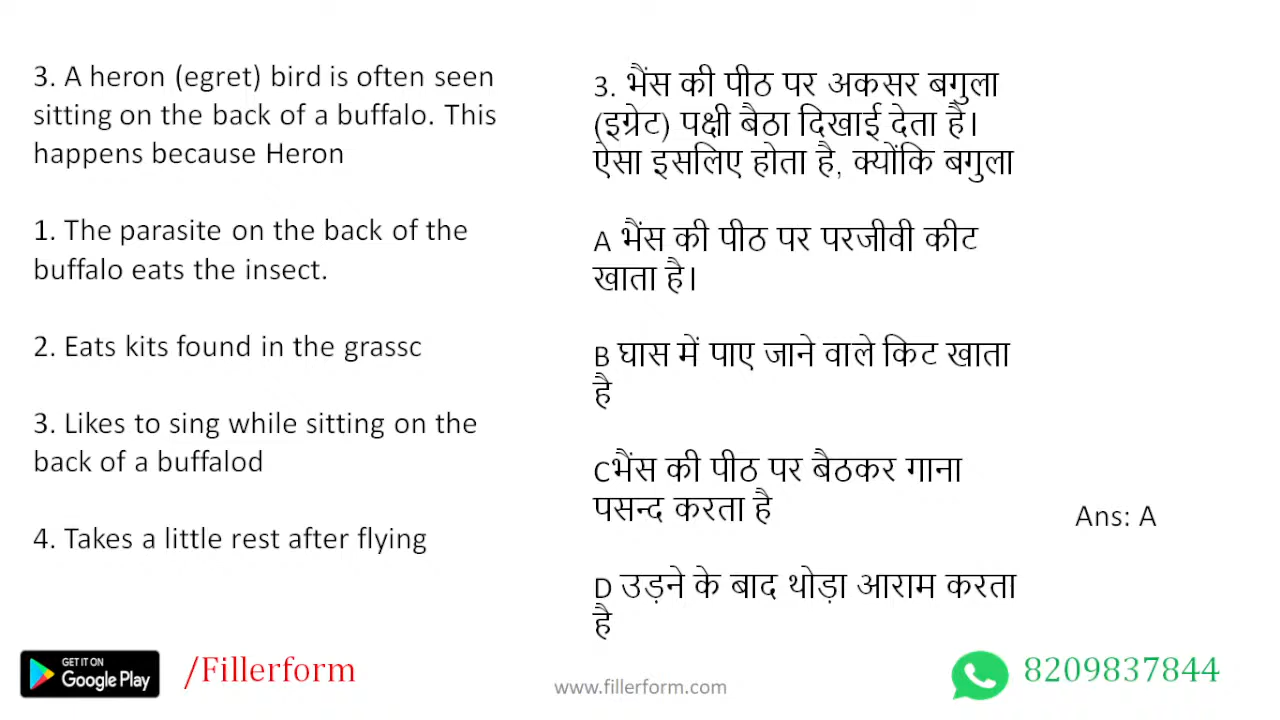 3. A heron (egret) bird is often seen
sitting on the back of a buffalo. This
happens because Heron
1. The parasite on the back of the
buffalo eats the insect.
2. Eats kits found in the grassc
3. Likes to sing while sitting on the
back of a buffalod
4. Takes a little rest after flying
3. भैंस की पीठ पर अकसर बगुला
(इग्रेट) पक्षी बैठा दिखाई देता है।
ऐसा इसलिए होता है, क्योंकि बगुला
A भैंस की पीठ पर परजीवी कीट
खाता है।
B घास में पाए जाने वाले किट खाता
है
Cभैंस की पीठ पर बैठकर गाना
पसन्द करता है
D उड़ने के बाद थोड़ा आराम करता
है
Ans: A
GET IT ON
Google Play
/Fillerform
www.fillerform.com
8209837844